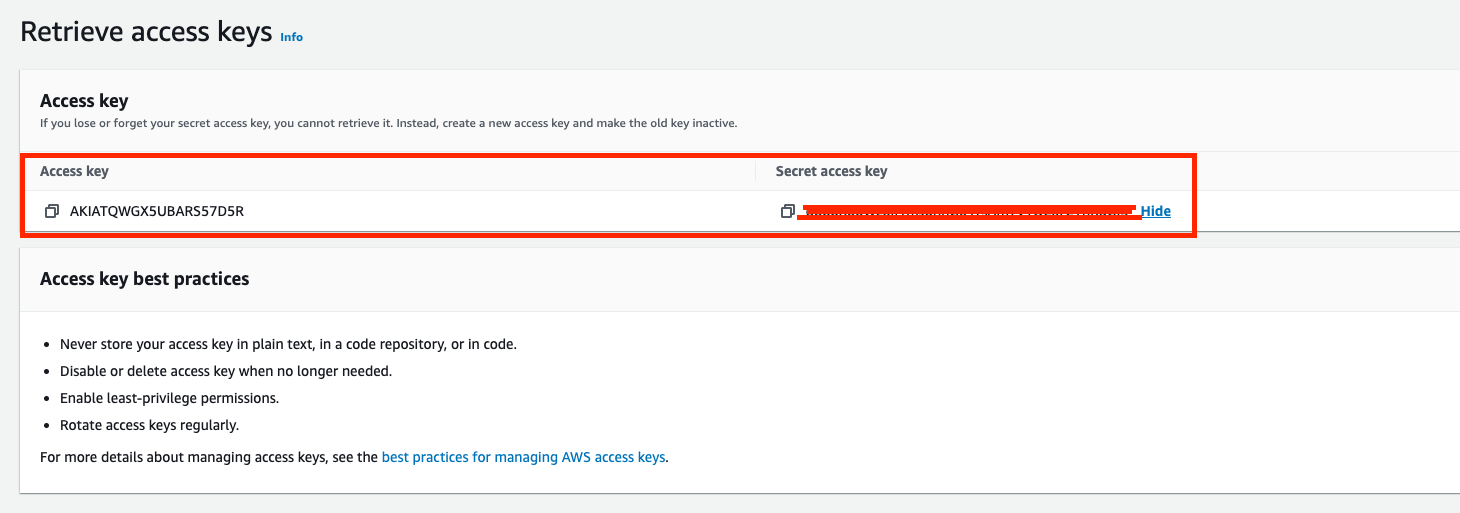 Retrieve access keys Info
Access key
If you lose or forget your secret access key, you cannot retrieve it. Instead, create a new access key and make the old key inactive.
Access key Secret access key
AKIATQWGX5UBARS57D5R Hide
Access key best practices
• Never store your access key in plain text, in a code repository, or in code.
• Disable or delete access key when no longer needed.
• Enable least-privilege permissions.
• Rotate access keys regularly.
For more details about managing access keys, see the best practices for managing AWS access keys.